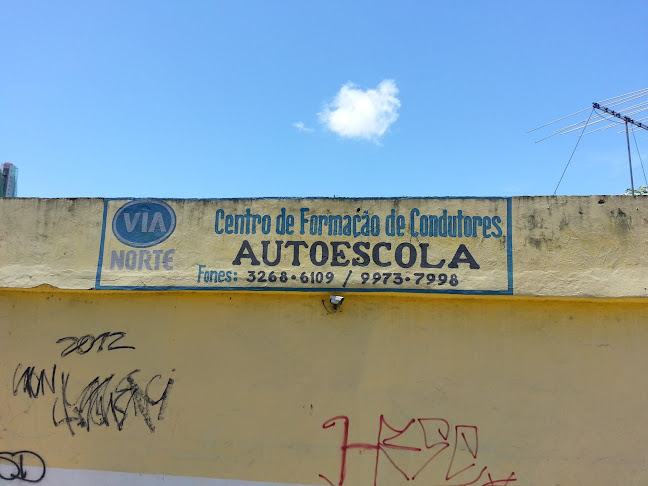 VIA
NORTE
Centro de Formação de Condutores
AUTOESCOLA
Fones: 3268-6109 / 9973-7998
2012